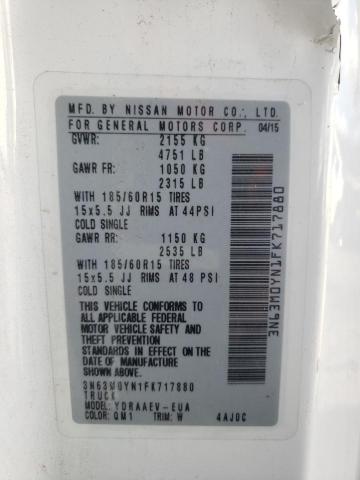 MFD. BY NISSAN MOTOR CO., LTD.
FOR GENERAL MOTORS CORP. 04/15
GVWR: 2155 KG
4751 LB
GAWR FR: 1050 KG
2315 LB
WITH 185/60R15 TIRES
15x5.5 JJ RIMS AT 44PSI
COLD SINGLE
GAWR RR: 1150 KG
2535 LB
WITH 185/60R15 TIRES
15x5.5 JJ RIMS AT 48 PSI
COLD SINGLE
THIS VEHICLE CONFORMS TO
ALL APPLICABLE FEDERAL
MOTOR VEHICLE SAFETY
AND THEFT PREVENTION
STANDARDS IN EFFECT ON THE
DATE OF MANUFACTURE
SHOWN ABOVE.
3N63M0YN1FK717880
TRUCK
MODEL: YDRAAEV-EUA
COLOR: QM1 TRIM: W 4AJ0C
3N63M0YN1FK717880